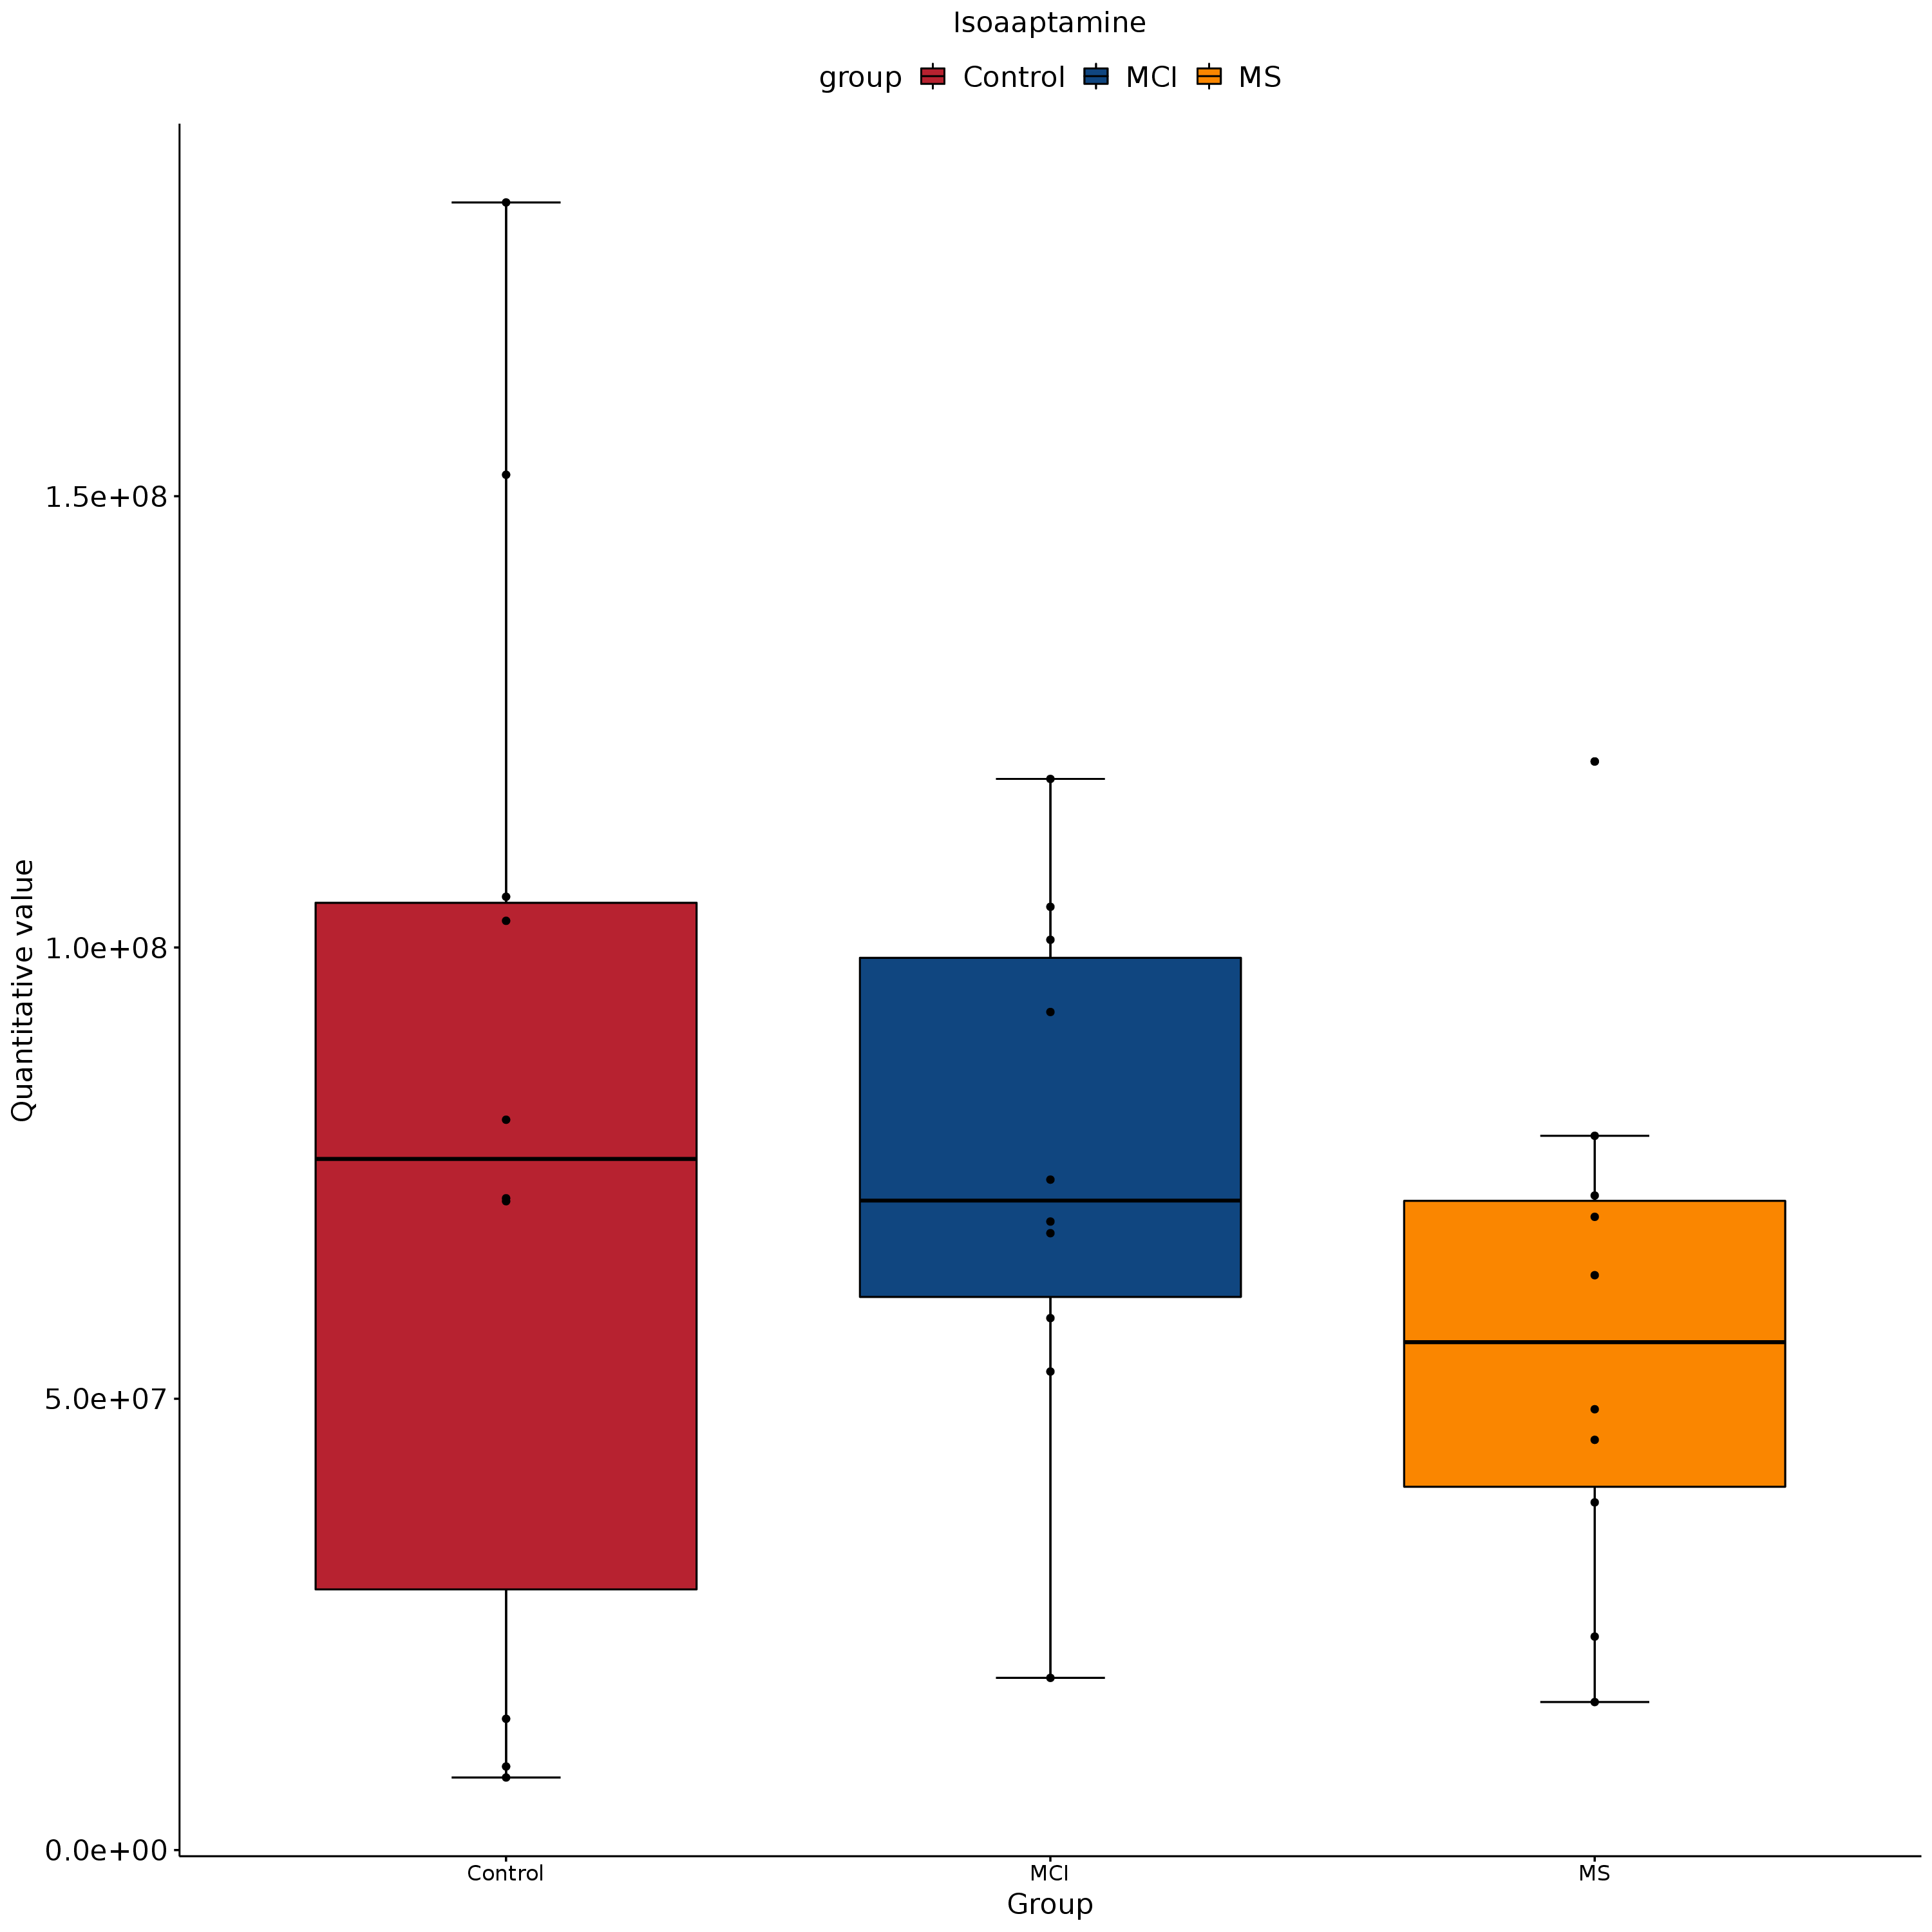 Isoaaptamine
group Control MCI MS
Quantitative value
1.5e+08
1.0e+08
5.0e+07
0.0e+00
Control MCI MS
Group